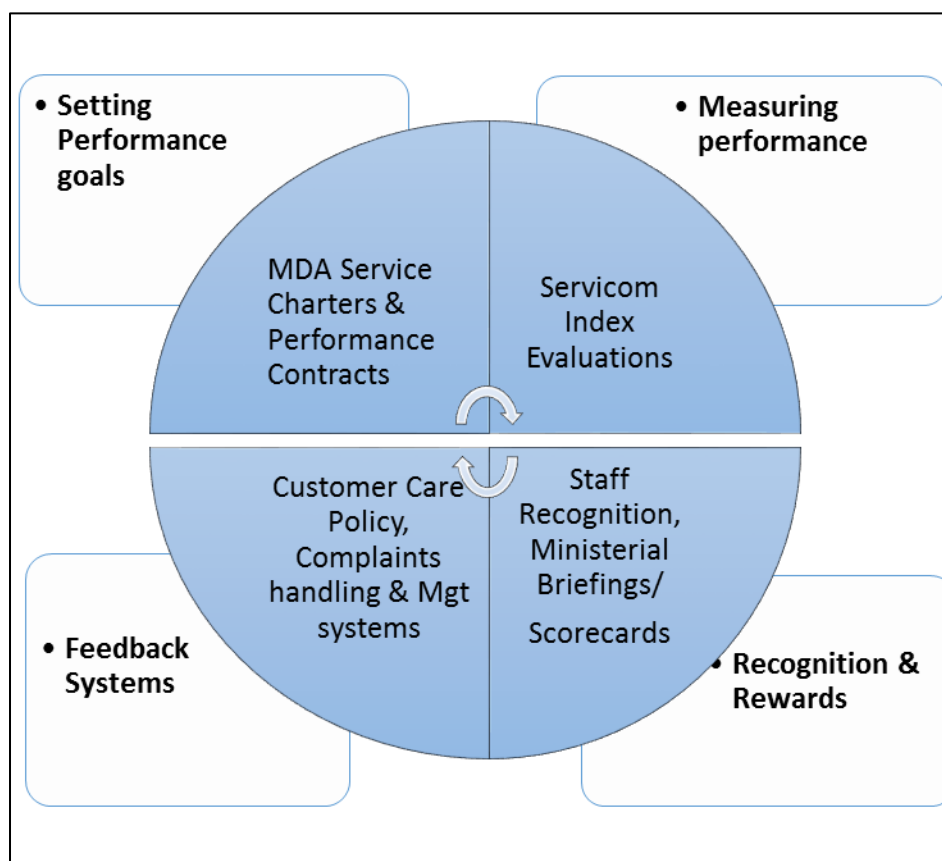 • Setting
Performance
goals
• Measuring
performance
MDA Service
Charters &
Performance
Contracts
Servicom
Index
Evaluations
Customer Care
Policy,
Complaints
handling & Mgt
systems
Staff
Recognition,
Ministerial
Briefings/
Scorecards
• Feedback
Systems
• Recognition &
Rewards